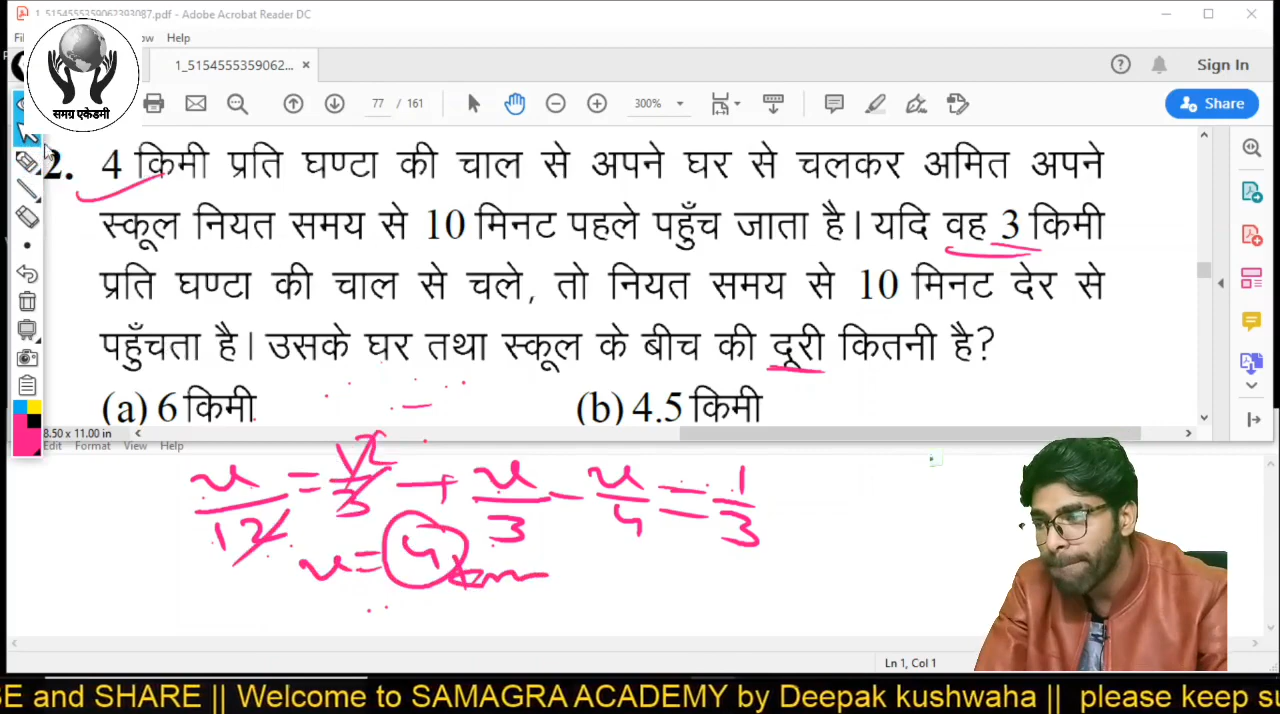 1_5154555359062393087.pdf - Adobe Acrobat Reader DC
Help
1_5154555359062... ×
77 / 161
300%
Sign In
Share
समग्र एकेडमी
2. 4 किमी प्रति घण्टा की चाल से अपने घर से चलकर अमित अपने
स्कूल नियत समय से 10 मिनट पहले पहुँच जाता है। यदि वह 3 किमी
प्रति घण्टा की चाल से चले, तो नियत समय से 10 मिनट देर से
पहुँचता है। उसके घर तथा स्कूल के बीच की दूरी कितनी है?
(a) 6 किमी (b) 4.5 किमी
8.50 x 11.00 in
Edit Format View Help
x/12 = 1/3 → x/3 - x/4 = 1/3
x = 4 km
Ln 1, Col 1
BE and SHARE || Welcome to SAMAGRA ACADEMY by Deepak kushwaha || please keep su